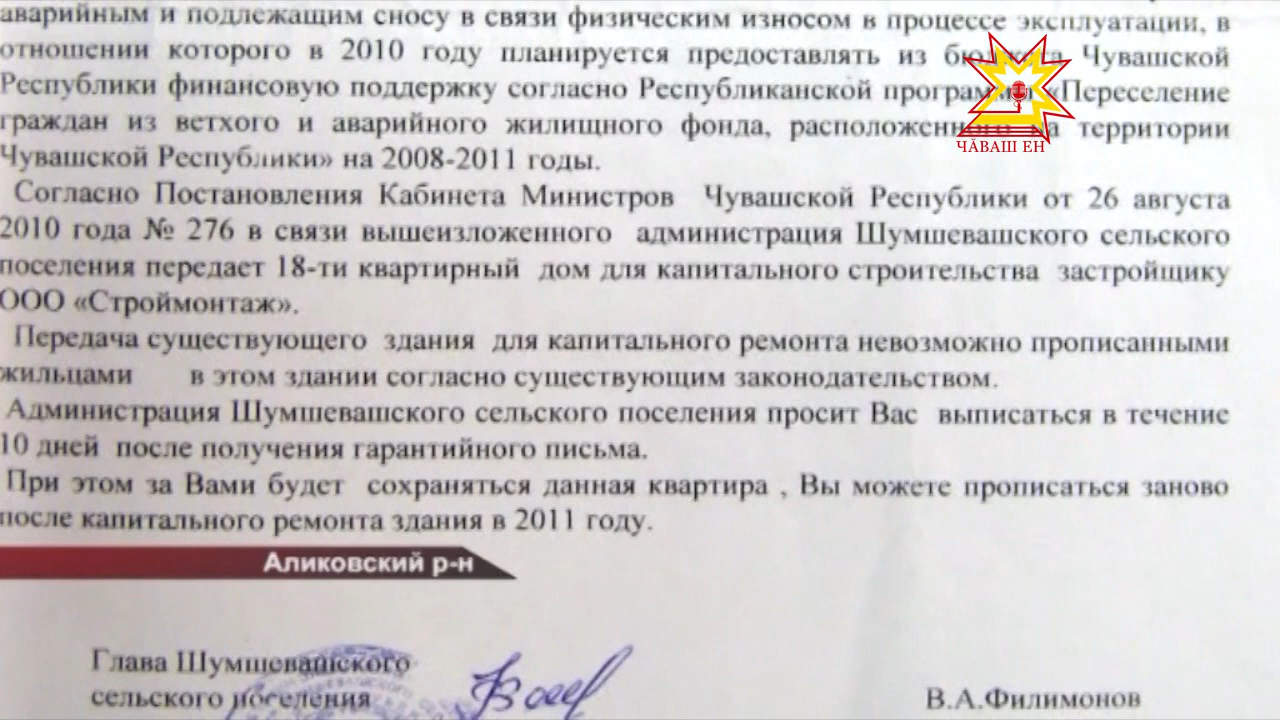 аварийным и подлежащим сносу в связи физическим износом в процессе эксплуатации, в
отношении которого в 2010 году планируется предоставлять из бюджета Чувашской
Республики финансовую поддержку согласно Республиканской программы «Переселение
граждан из ветхого и аварийного жилищного фонда, расположенного на территории
Чувашской Республики» на 2008-2011 годы.
ЧӐВАШ ЕН
Согласно Постановления Кабинета Министров Чувашской Республики от 26 августа
2010 года № 276 в связи вышеизложенного администрация Шумшевашского сельского
поселения передает 18-ти квартирный дом для капитального строительства застройщику
ООО «Строймонтаж».
Передача существующего здания для капитального ремонта невозможно прописанными
жильцами в этом здании согласно существующим законодательством.
Администрация Шумшевашского сельского поселения просит Вас выписаться в течение
10 дней после получения гарантийного письма.
При этом за Вами будет сохраняться данная квартира , Вы можете прописаться заново
после капитального ремонта здания в 2011 году.
Аликовский р-н
Глава Шумшевашского
сельского поселения В.А.Филимонов